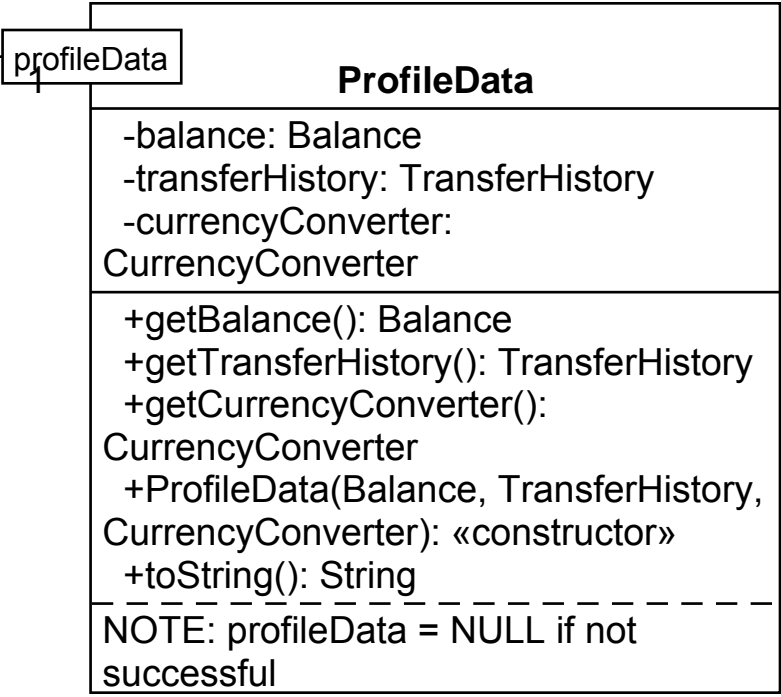 profileData
1
ProfileData
-balance: Balance
-transferHistory: TransferHistory
-currencyConverter:
CurrencyConverter
+getBalance(): Balance
+getTransferHistory(): TransferHistory
+getCurrencyConverter():
CurrencyConverter
+ProfileData(Balance, TransferHistory,
CurrencyConverter): «constructor»
+toString(): String
NOTE: profileData = NULL if not
successful